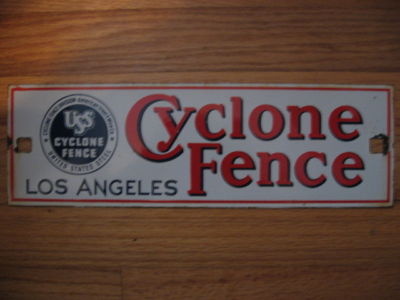 USS
CYCLONE
FENCE
UNITED STATES STEEL
Cyclone
Fence
LOS ANGELES